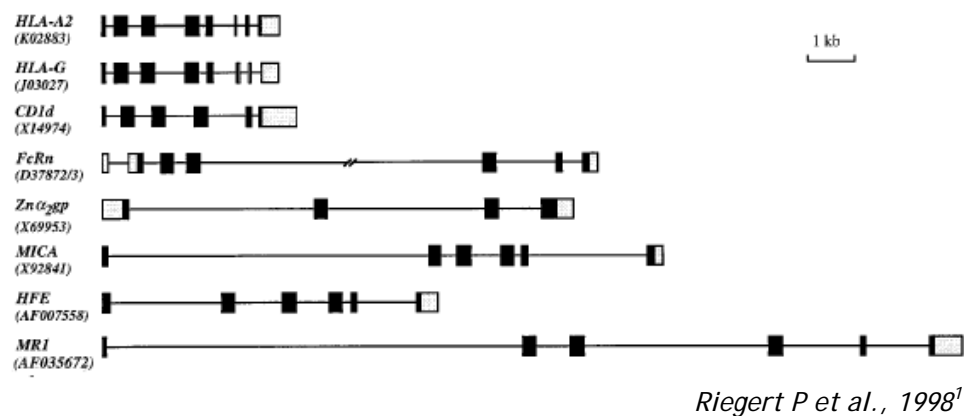 HLA-A2
(K02883)
1 kb
HLA-G
(J03027)
CD1d
(X14974)
FcRn
(D37872/3)
Znα₂gp
(X69953)
MICA
(X92841)
HFE
(AF007558)
MR1
(AF035672)
Riegert P et al., 1998¹